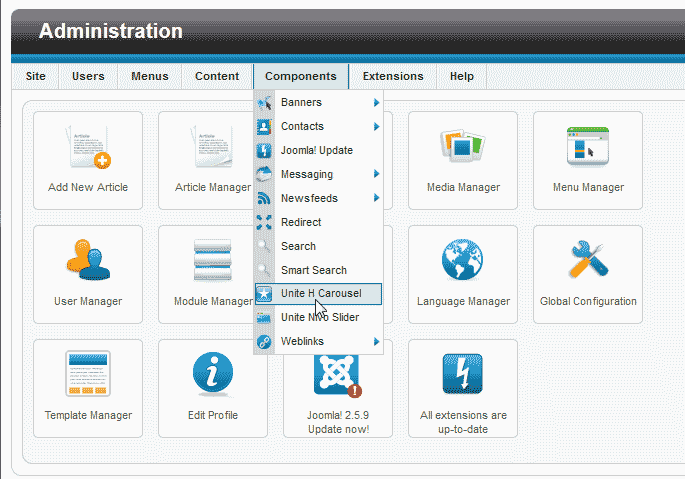 Administration
Site Users Menus Content Components Extensions Help
Banners
Contacts
Joomla! Update
Messaging
Newsfeeds
Redirect
Search
Smart Search
Unite H Carousel
Unite Nivo Slider
Weblinks
Add New Article
Article Manager
Media Manager
Menu Manager
User Manager
Module Manager
Language Manager
Global Configuration
Template Manager
Edit Profile
Joomla! 2.5.9
Update now!
All extensions are
up-to-date